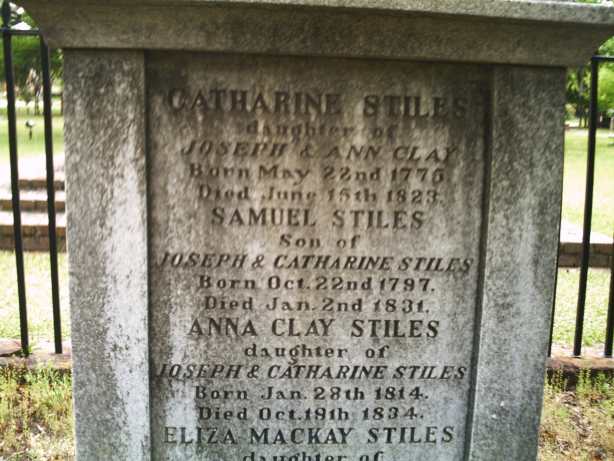 CATHARINE STILES
daughter of
JOSEPH & ANN CLAY
Born May 22nd 1775
Died June 15th 1823.
SAMUEL STILES
Son of
JOSEPH & CATHARINE STILES
Born Oct. 22nd 1797.
Died Jan. 2nd 1831.
ANNA CLAY STILES
daughter of
JOSEPH & CATHARINE STILES
Born Jan. 28th 1814.
Died Oct. 19th 1834.
ELIZA MACKAY STILES
daughter of